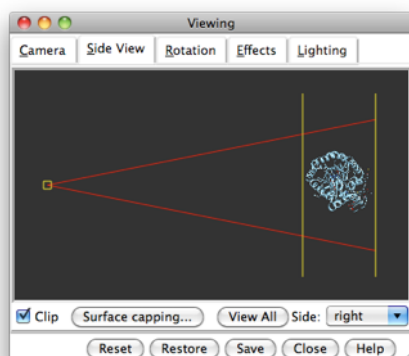 Viewing
Camera Side View Rotation Effects Lighting
Clip Surface capping... View All Side: right
Reset Restore Save Close Help